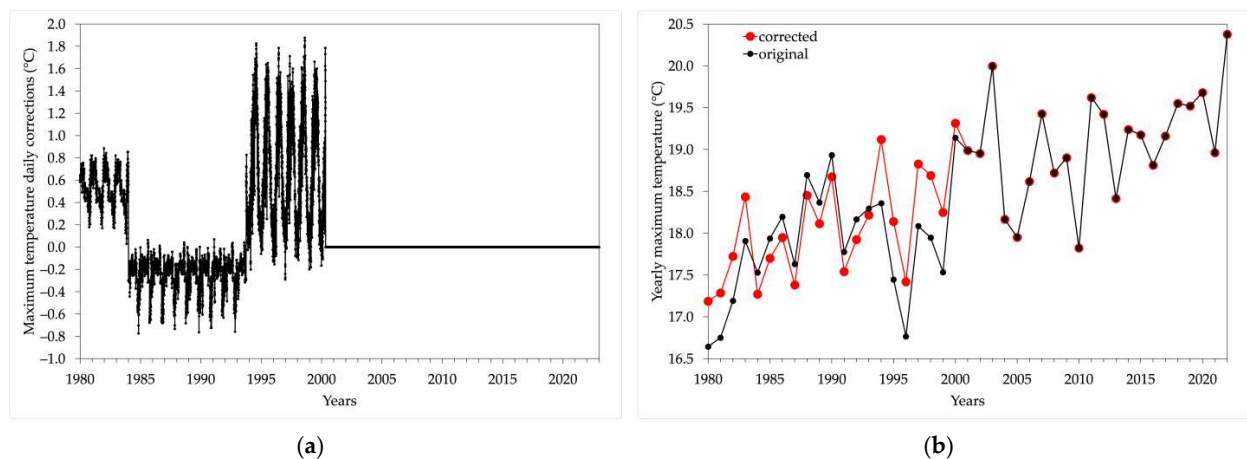 Maximum temperature daily corrections (°C)
2.0
1.8
1.6
1.4
1.2
1.0
0.8
0.6
0.4
0.2
0.0
−0.2
−0.4
−0.6
−0.8
−1.0
1980 1985 1990 1995 2000 2005 2010 2015 2020
Years
(a)
Yearly maximum temperature (°C)
20.5
20.0
19.5
19.0
18.5
18.0
17.5
17.0
16.5
corrected
original
1980 1985 1990 1995 2000 2005 2010 2015 2020
Years
(b)